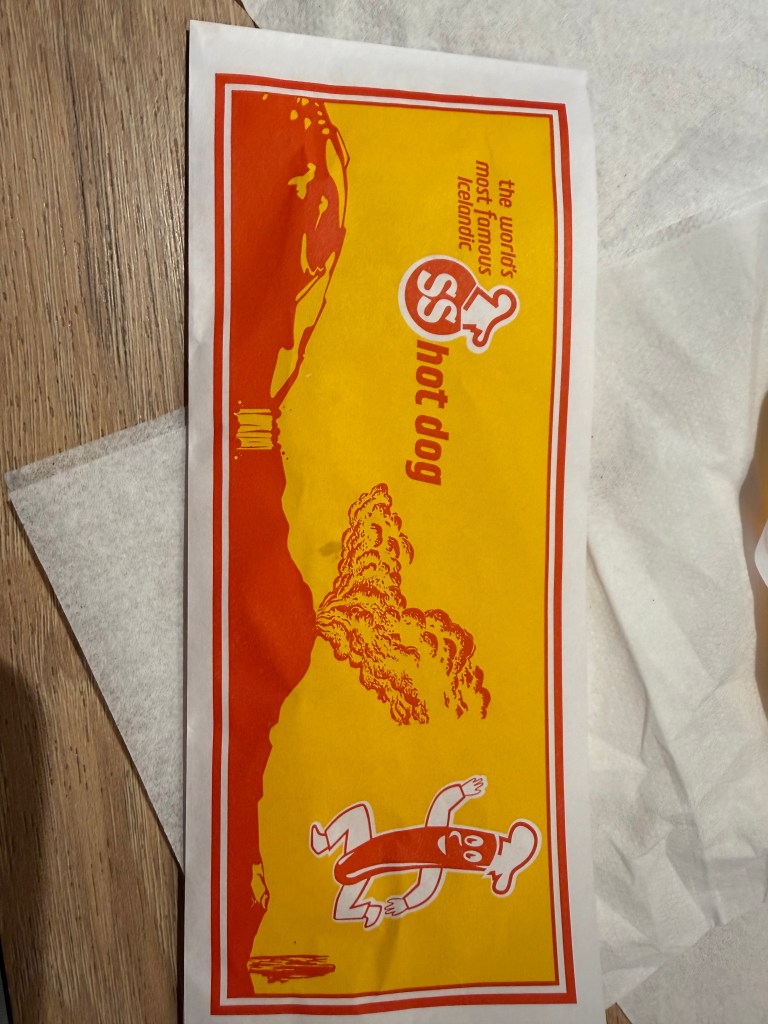 the world's
most famous
Icelandic
SS hot dog